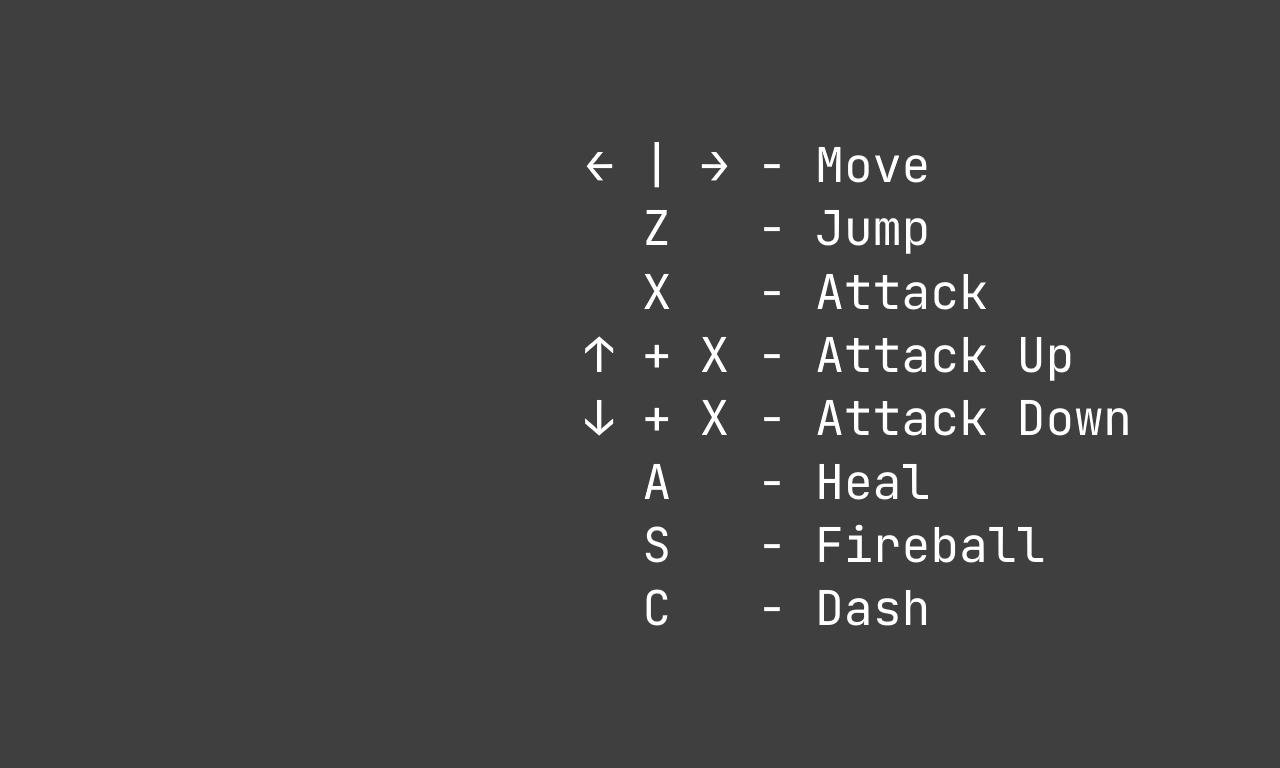 ← | → - Move
Z - Jump
X - Attack
↑ + X - Attack Up
↓ + X - Attack Down
A - Heal
S - Fireball
C - Dash